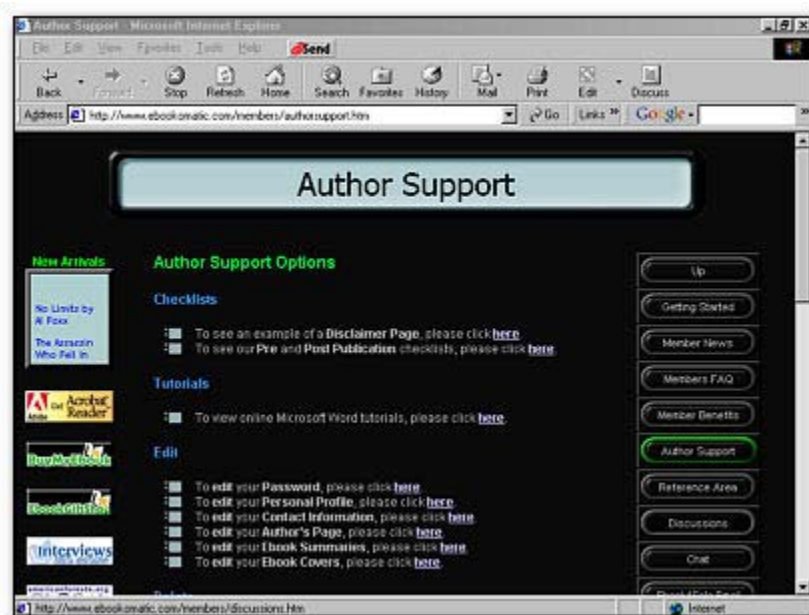 Author Support - Microsoft Internet Explorer
File Edit View Favorites Tools Help Send
Back Forward Stop Refresh Home Search Favorites History Mail Print Edit Discuss
Address http://www.ebookomatic.com/members/authorsupport.htm Go Links Google
Author Support
New Arrivals
No Limits by
Al Foxx
The Assassin
Who Fell In
Get Acrobat
Reader
Adobe
BuyMyEbook
interviews
Author Support Options
Checklists
To see an example of a Disclaimer Page, please click here.
To see our Pre and Post Publication checklists, please click here.
Tutorials
To view online Microsoft Word tutorials, please click here.
Edit
To edit your Password, please click here.
To edit your Personal Profile, please click here.
To edit your Contact Information, please click here.
To edit your Author's Page, please click here.
To edit your Ebook Summaries, please click here.
To edit your Ebook Covers, please click here.
Up
Getting Started
Member News
Members FAQ
Member Benefits
Author Support
Reference Area
Discussions
Chat
http://www.ebookomatic.com/members/discussions.htm Internet